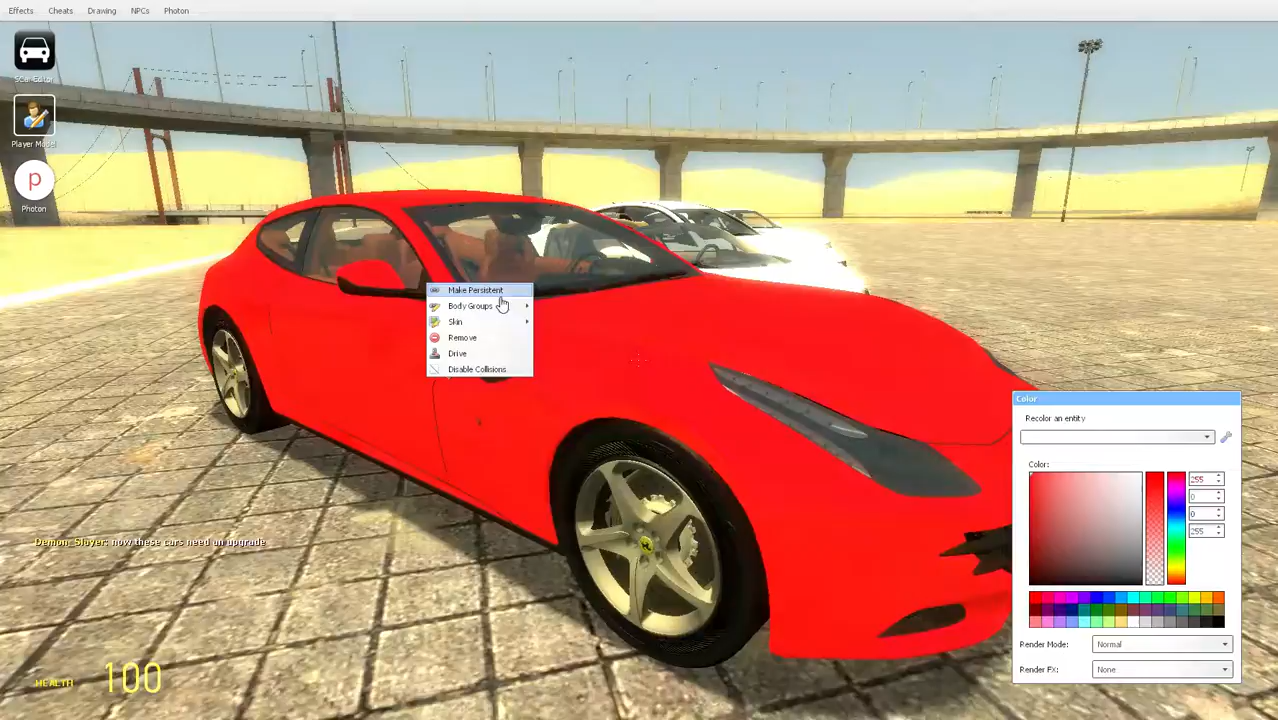 Effects Cheats Drawing NPCs Photon
SCar Editor
Player Model
p
Photon
Make Persistent
Body Groups
Skin
Remove
Drive
Disable Collisions
Color
Recolor an entity
Color:
255
0
0
255
Render Mode: Normal
Render FX: None
Demon_Slayer: now these cars need an upgrade
HEALTH 100